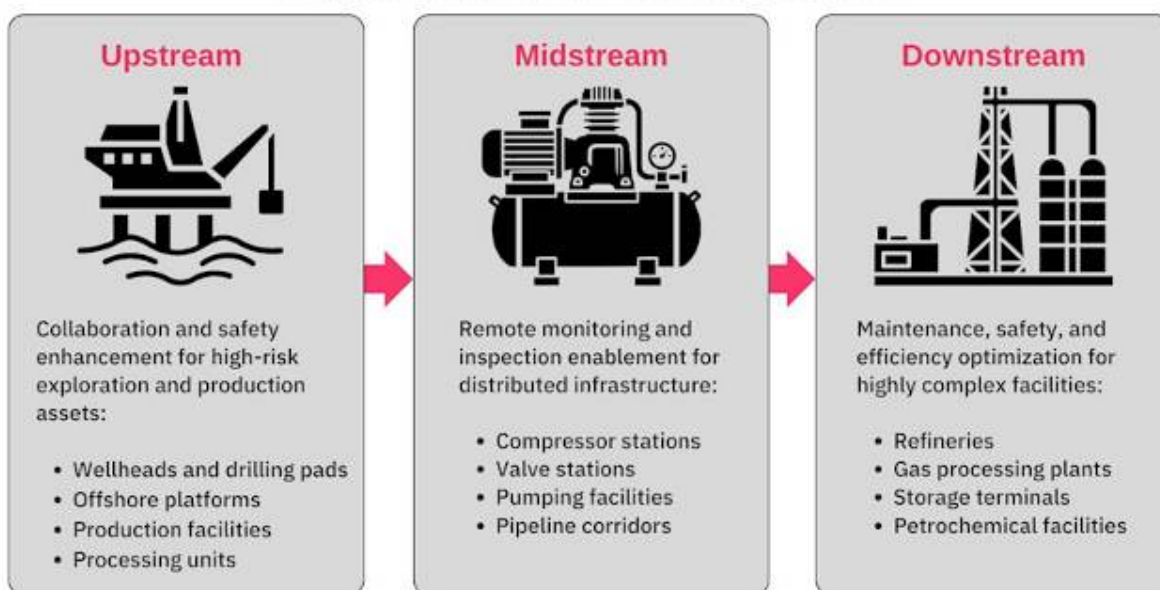 Upstream
Collaboration and safety
enhancement for high-risk
exploration and production
assets:
• Wellheads and drilling pads
• Offshore platforms
• Production facilities
• Processing units
Midstream
Remote monitoring and
inspection enablement for
distributed infrastructure:
• Compressor stations
• Valve stations
• Pumping facilities
• Pipeline corridors
Downstream
Maintenance, safety, and
efficiency optimization for
highly complex facilities:
• Refineries
• Gas processing plants
• Storage terminals
• Petrochemical facilities